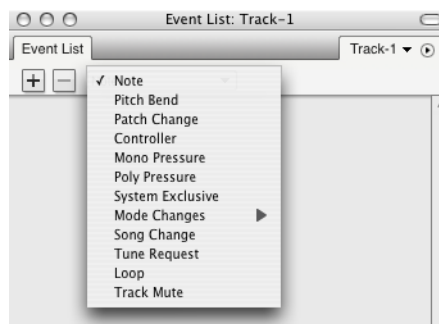 Event List: Track-1
Event List
Track-1
+ −
✓ Note
Pitch Bend
Patch Change
Controller
Mono Pressure
Poly Pressure
System Exclusive
Mode Changes
Song Change
Tune Request
Loop
Track Mute